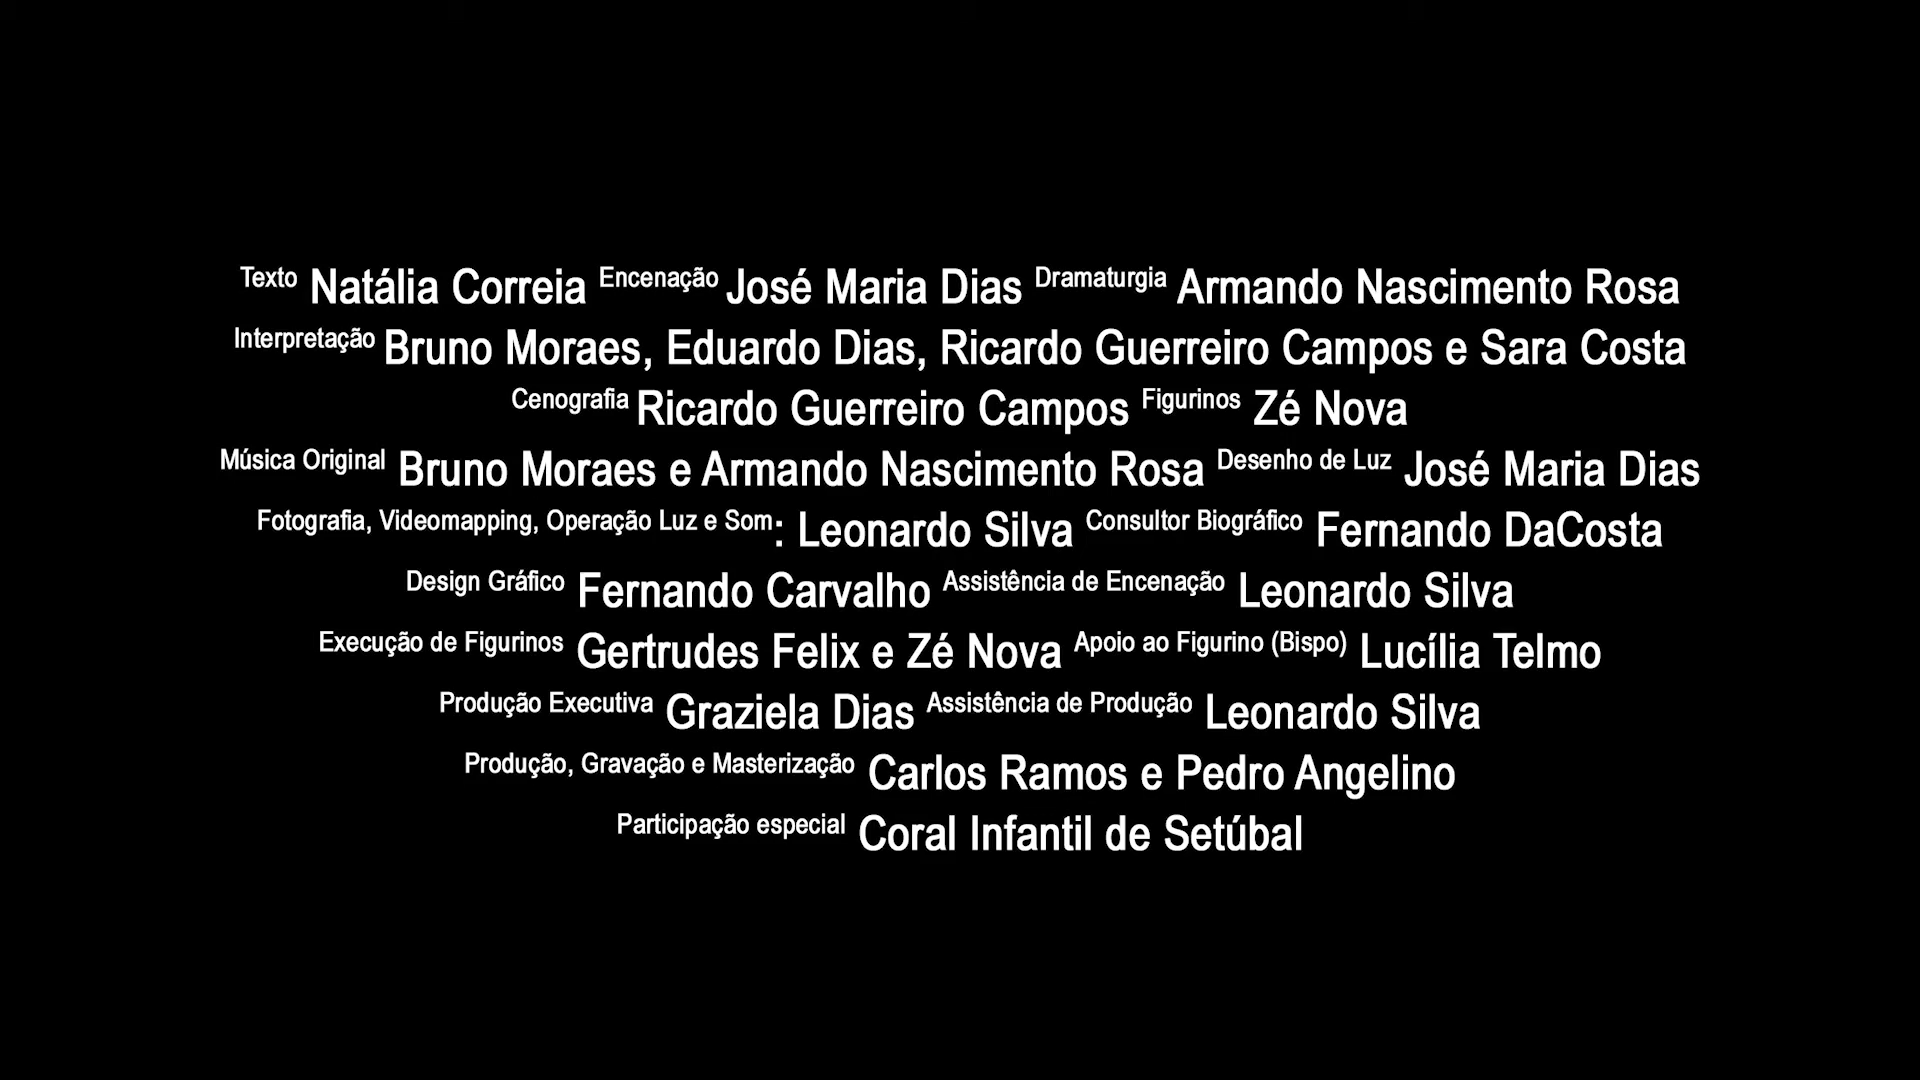 Texto Natália Correia Encenação José Maria Dias Dramaturgia Armando Nascimento Rosa
Interpretação Bruno Moraes, Eduardo Dias, Ricardo Guerreiro Campos e Sara Costa
Cenografia Ricardo Guerreiro Campos Figurinos Zé Nova
Música Original Bruno Moraes e Armando Nascimento Rosa Desenho de Luz José Maria Dias
Fotografia, Videomapping, Operação Luz e Som: Leonardo Silva Consultor Biográfico Fernando DaCosta
Design Gráfico Fernando Carvalho Assistência de Encenação Leonardo Silva
Execução de Figurinos Gertrudes Felix e Zé Nova Apoio ao Figurino (Bispo) Lucília Telmo
Produção Executiva Graziela Dias Assistência de Produção Leonardo Silva
Produção, Gravação e Masterização Carlos Ramos e Pedro Angelino
Participação especial Coral Infantil de Setúbal